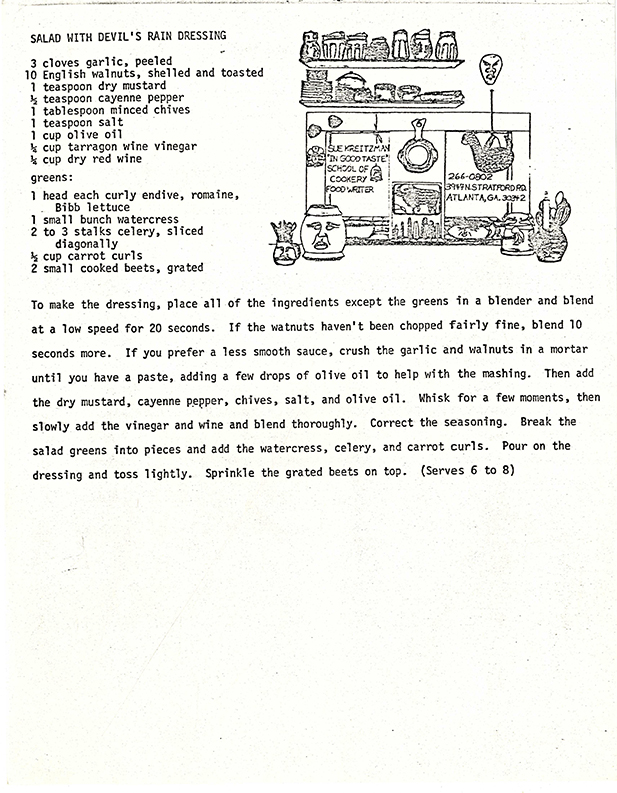 SALAD WITH DEVIL'S RAIN DRESSING
3 cloves garlic, peeled
10 English walnuts, shelled and toasted
1 teaspoon dry mustard
½ teaspoon cayenne pepper
1 tablespoon minced chives
1 teaspoon salt
1 cup olive oil
¼ cup tarragon wine vinegar
¼ cup dry red wine
greens:
1 head each curly endive, romaine,
Bibb lettuce
1 small bunch watercress
2 to 3 stalks celery, sliced
diagonally
½ cup carrot curls
2 small cooked beets, grated
SUE KREITZMAN
"IN GOOD TASTE"
SCHOOL OF
COOKERY
FOOD WRITER
N. STRATFORD RD.
ATLANTA, GA. 30342
To make the dressing, place all of the ingredients except the greens in a blender and blend
at a low speed for 20 seconds. If the watnuts haven't been chopped fairly fine, blend 10
seconds more. If you prefer a less smooth sauce, crush the garlic and walnuts in a mortar
until you have a paste, adding a few drops of olive oil to help with the mashing. Then add
the dry mustard, cayenne pepper, chives, salt, and olive oil. Whisk for a few moments, then
slowly add the vinegar and wine and blend thoroughly. Correct the seasoning. Break the
salad greens into pieces and add the watercress, celery, and carrot curls. Pour on the
dressing and toss lightly. Sprinkle the grated beets on top. (Serves 6 to 8)